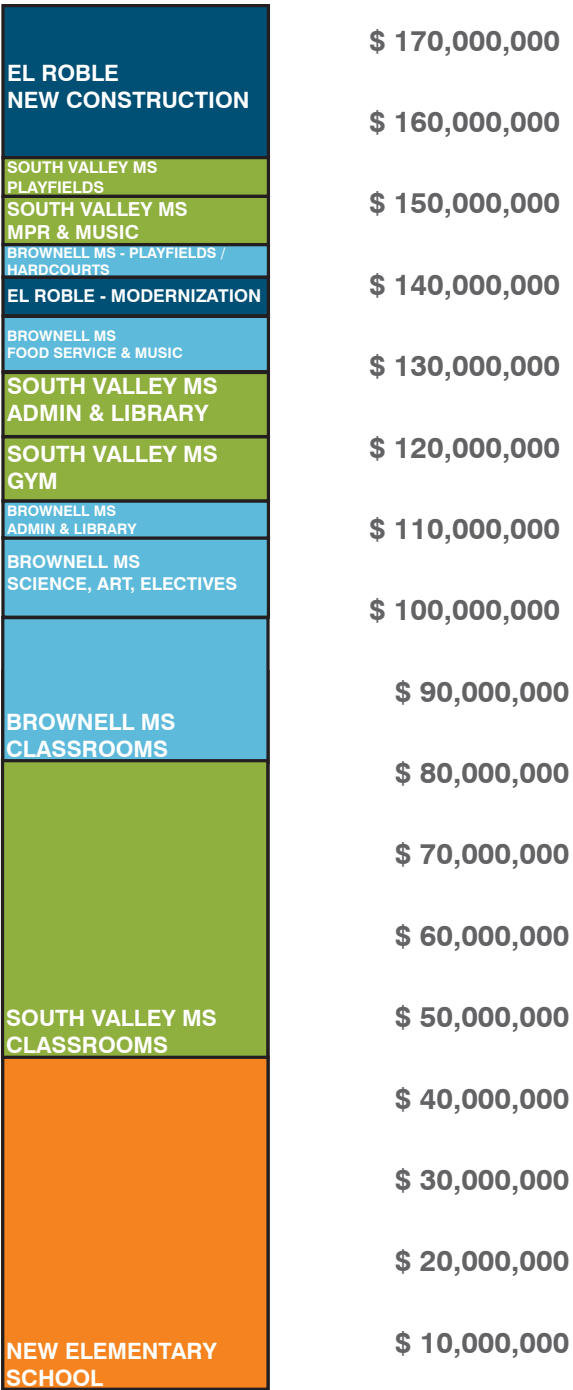 EL ROBLE
NEW CONSTRUCTION
SOUTH VALLEY MS
PLAYFIELDS
SOUTH VALLEY MS
MPR & MUSIC
BROWNELL MS - PLAYFIELDS /
HARDCOURTS
EL ROBLE - MODERNIZATION
BROWNELL MS
FOOD SERVICE & MUSIC
SOUTH VALLEY MS
ADMIN & LIBRARY
SOUTH VALLEY MS
GYM
BROWNELL MS
ADMIN & LIBRARY
BROWNELL MS
SCIENCE, ART, ELECTIVES
BROWNELL MS
CLASSROOMS
SOUTH VALLEY MS
CLASSROOMS
NEW ELEMENTARY
SCHOOL
$ 170,000,000
$ 160,000,000
$ 150,000,000
$ 140,000,000
$ 130,000,000
$ 120,000,000
$ 110,000,000
$ 100,000,000
$ 90,000,000
$ 80,000,000
$ 70,000,000
$ 60,000,000
$ 50,000,000
$ 40,000,000
$ 30,000,000
$ 20,000,000
$ 10,000,000